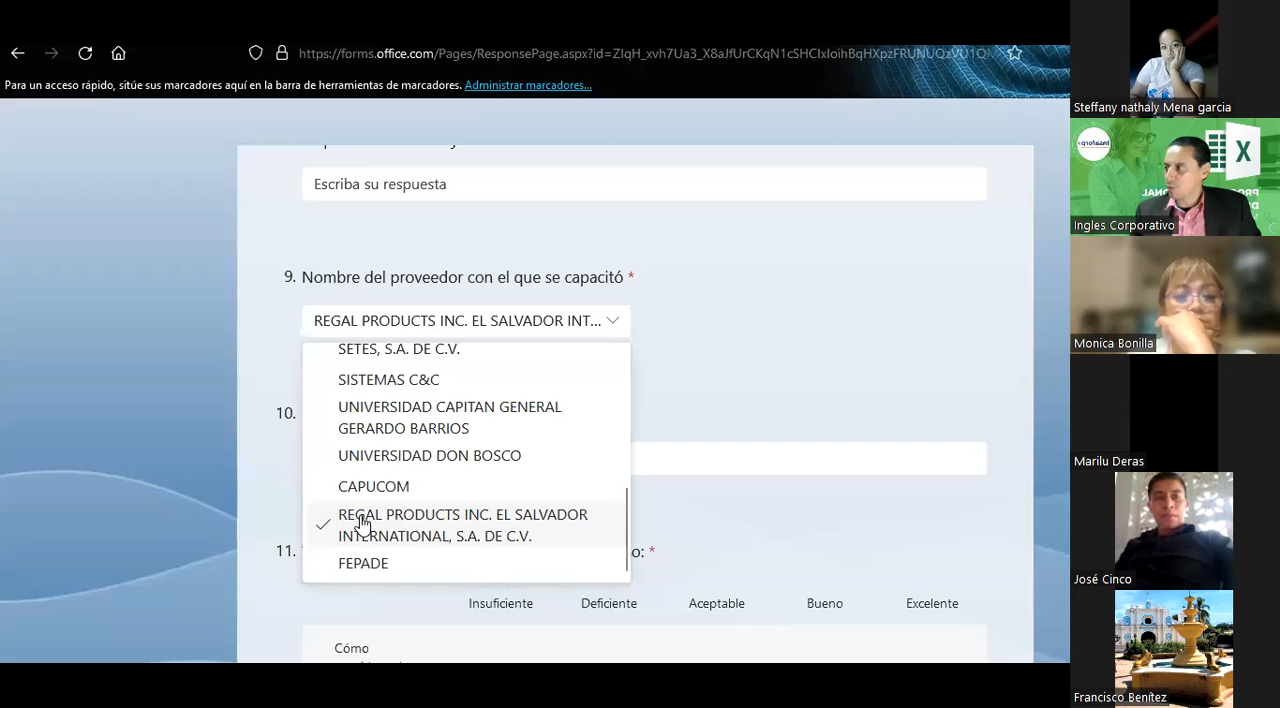 https://forms.office.com/Pages/ResponsePage.aspx?id=
Para un acceso rápido, sitúe sus marcadores aquí en la barra de herramientas de marcadores. Administrar marcadores...
Escriba su respuesta
9. Nombre del proveedor con el que se capacitó *
REGAL PRODUCTS INC. EL SALVADOR INT...
SETES, S.A. DE C.V.
SISTEMAS C&C
UNIVERSIDAD CAPITAN GENERAL
GERARDO BARRIOS
UNIVERSIDAD DON BOSCO
CAPUCOM
REGAL PRODUCTS INC. EL SALVADOR
INTERNATIONAL, S.A. DE C.V.
FEPADE
10.
11.
o: *
Insuficiente Deficiente Aceptable Bueno Excelente
Cómo
Steffany nathaly Mena garcia
Ingles Corporativo
Monica Bonilla
Marilu Deras
José Cinco
Francisco Benítez